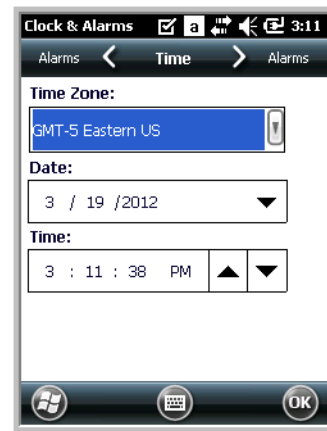 Clock & Alarms a 3:11
Alarms Time Alarms
Time Zone:
GMT-5 Eastern US
Date:
3 / 19 /2012
Time:
3 : 11 : 38 PM
OK